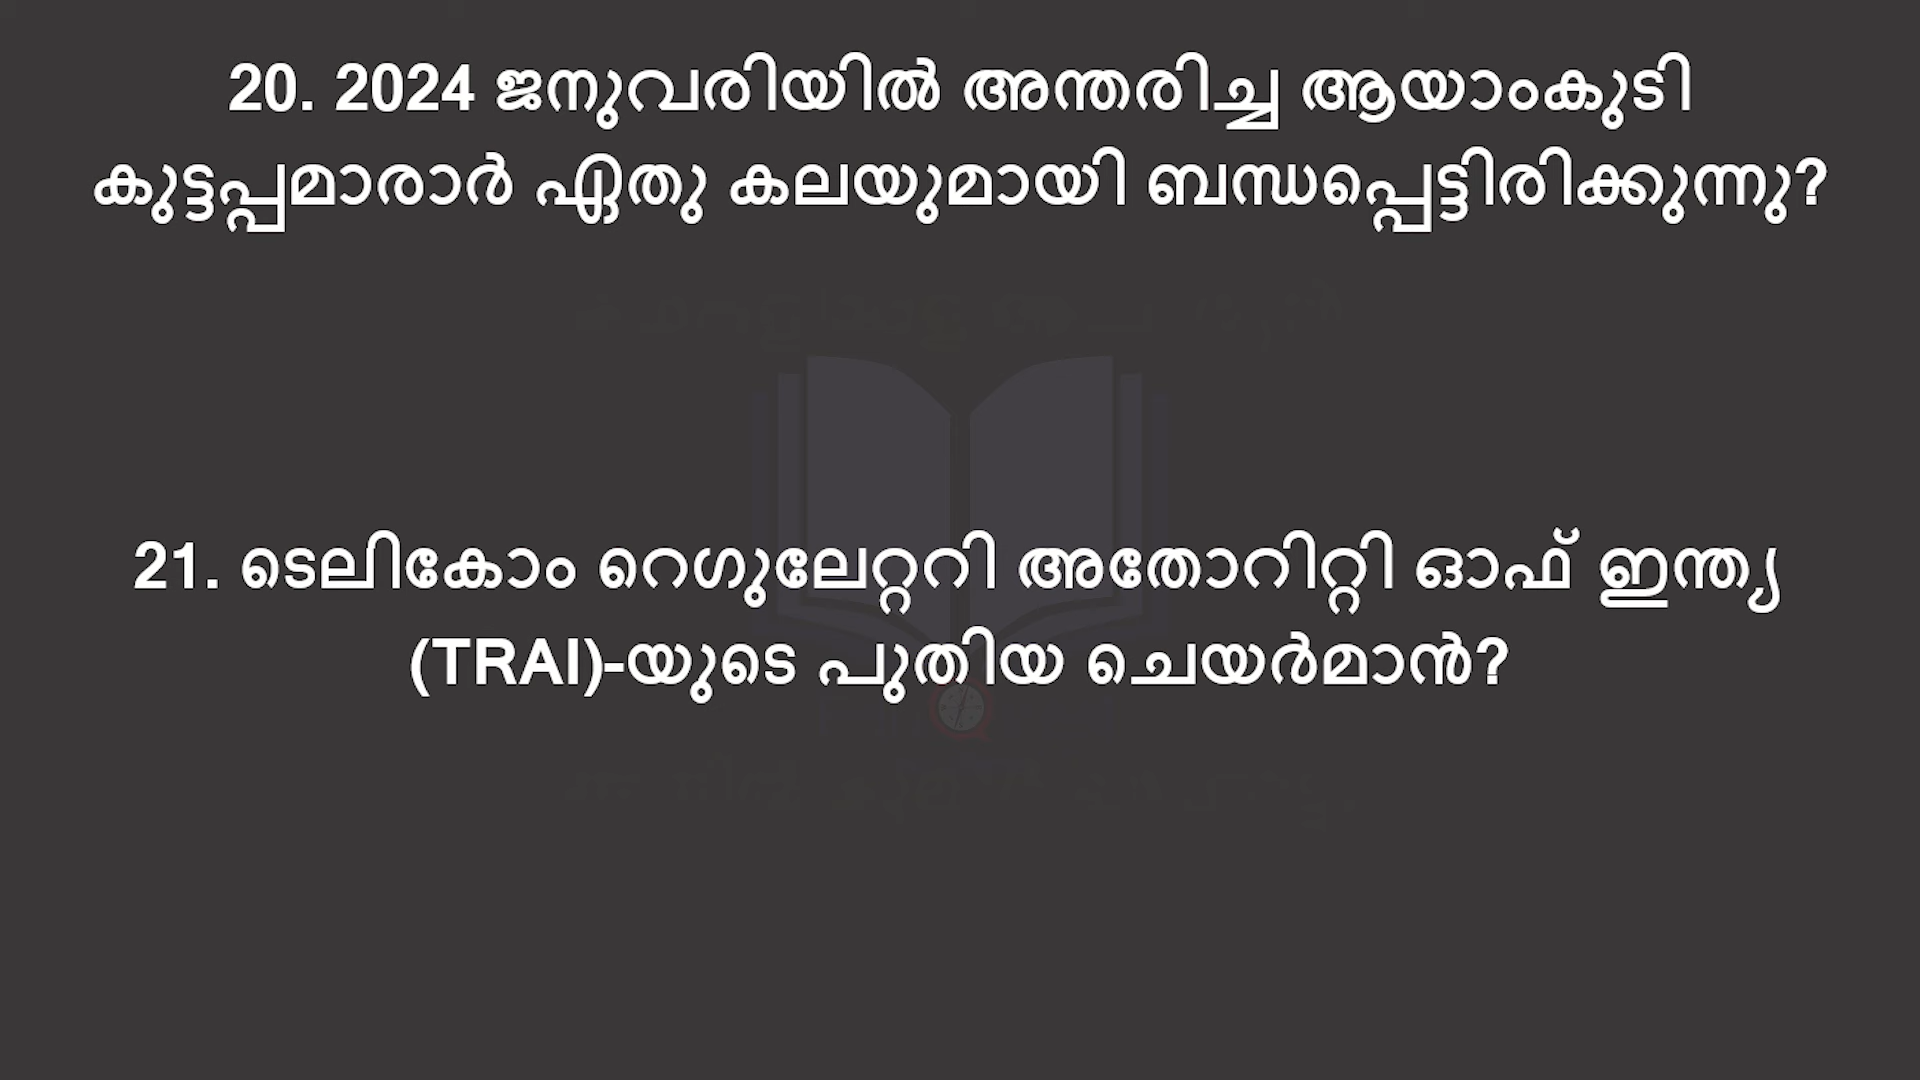 20. 2024 ജനുവരിയിൽ അന്തരിച്ച ആയാംകുടി
കുട്ടപ്പമാരാർ ഏതു കലയുമായി ബന്ധപ്പെട്ടിരിക്കുന്നു?
21. ടെലികോം റെഗുലേറ്ററി അതോറിറ്റി ഓഫ് ഇന്ത്യ
(TRAI)-യുടെ പുതിയ ചെയർമാൻ?